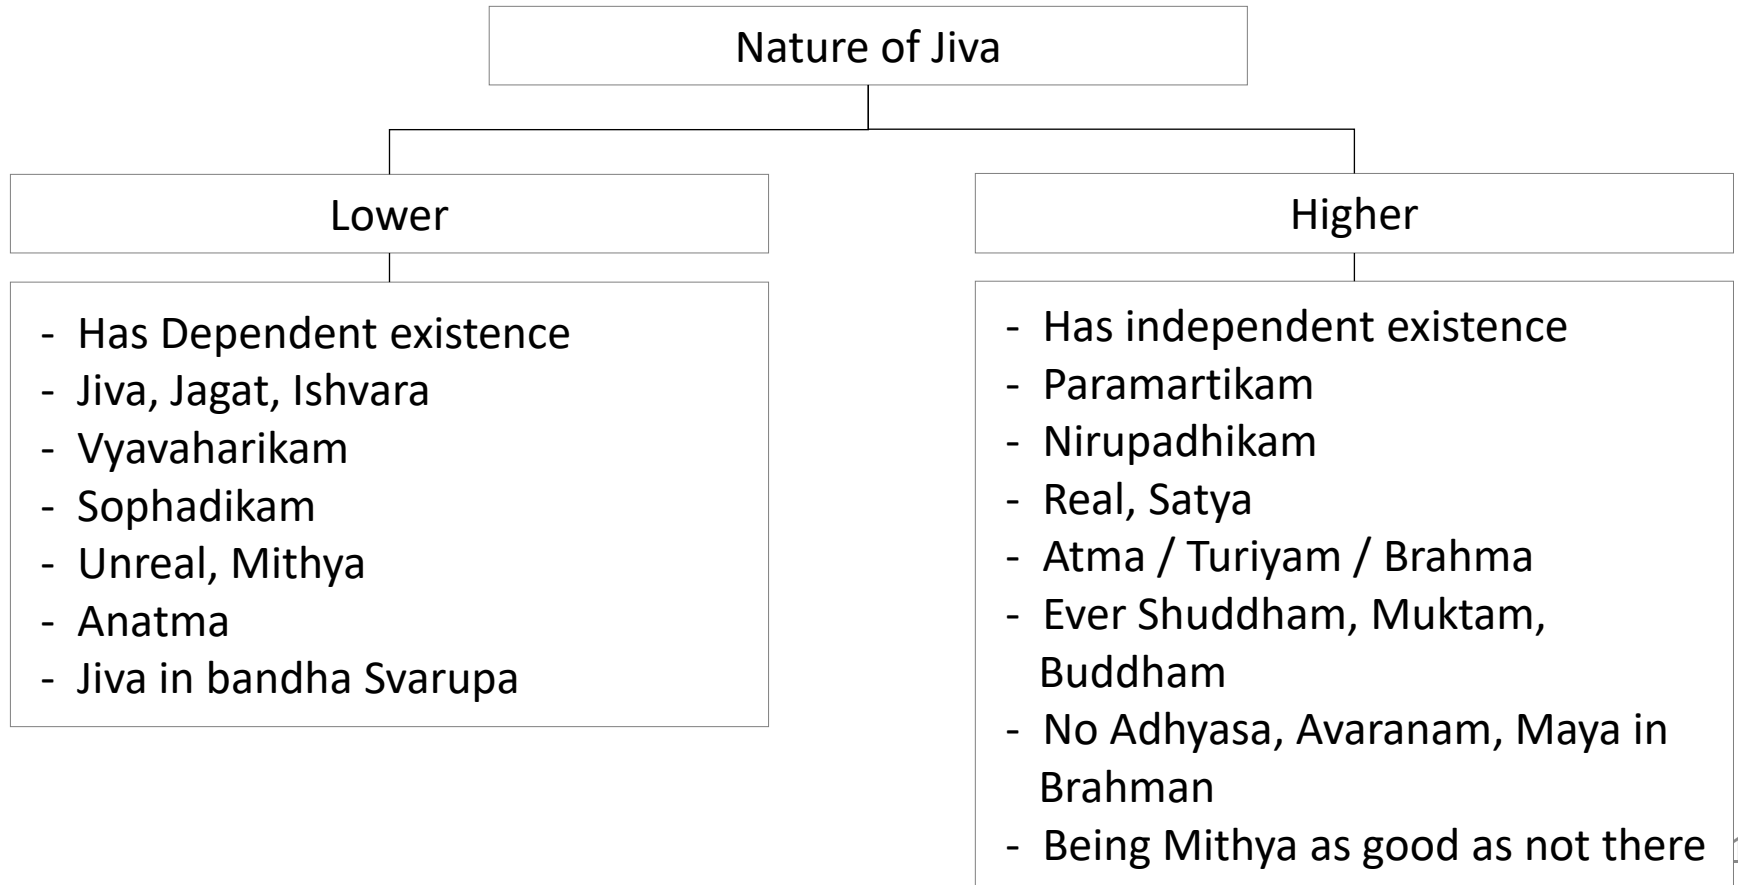 Nature of Jiva
Lower
- Has Dependent existence
- Jiva, Jagat, Ishvara
- Vyavaharikam
- Sophadikam
- Unreal, Mithya
- Anatma
- Jiva in bandha Svarupa
Higher
- Has independent existence
- Paramartikam
- Nirupadhikam
- Real, Satya
- Atma / Turiyam / Brahma
- Ever Shuddham, Muktam,
Buddham
- No Adhyasa, Avaranam, Maya in
Brahman
- Being Mithya as good as not there